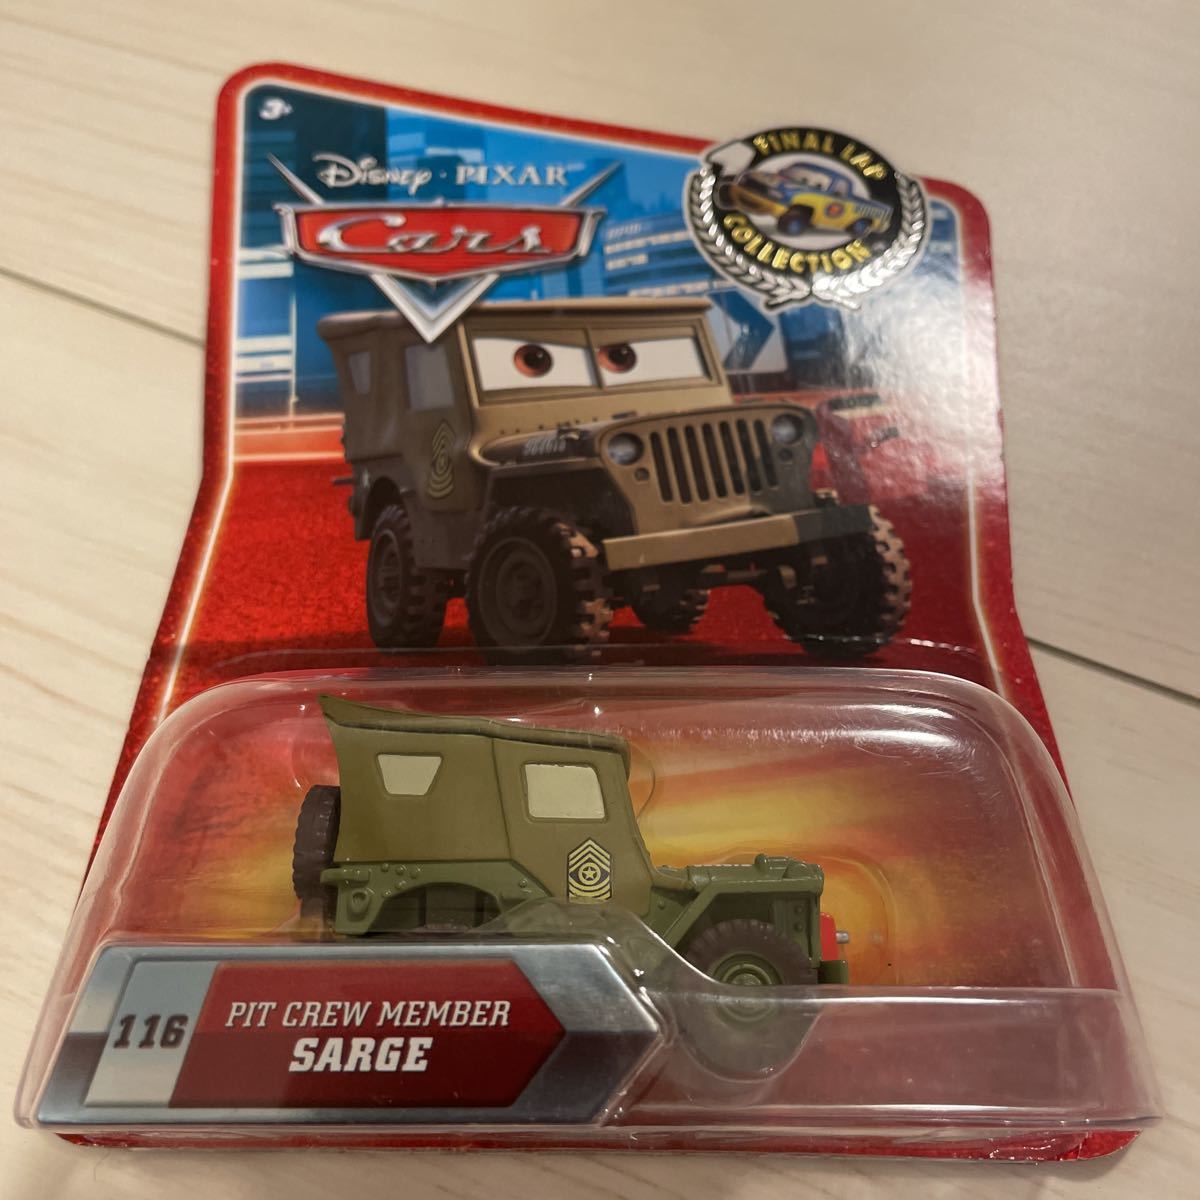 3+
DISNEY · PIXAR
Cars
FINAL LAP
COLLECTION
116
PIT CREW MEMBER
SARGE